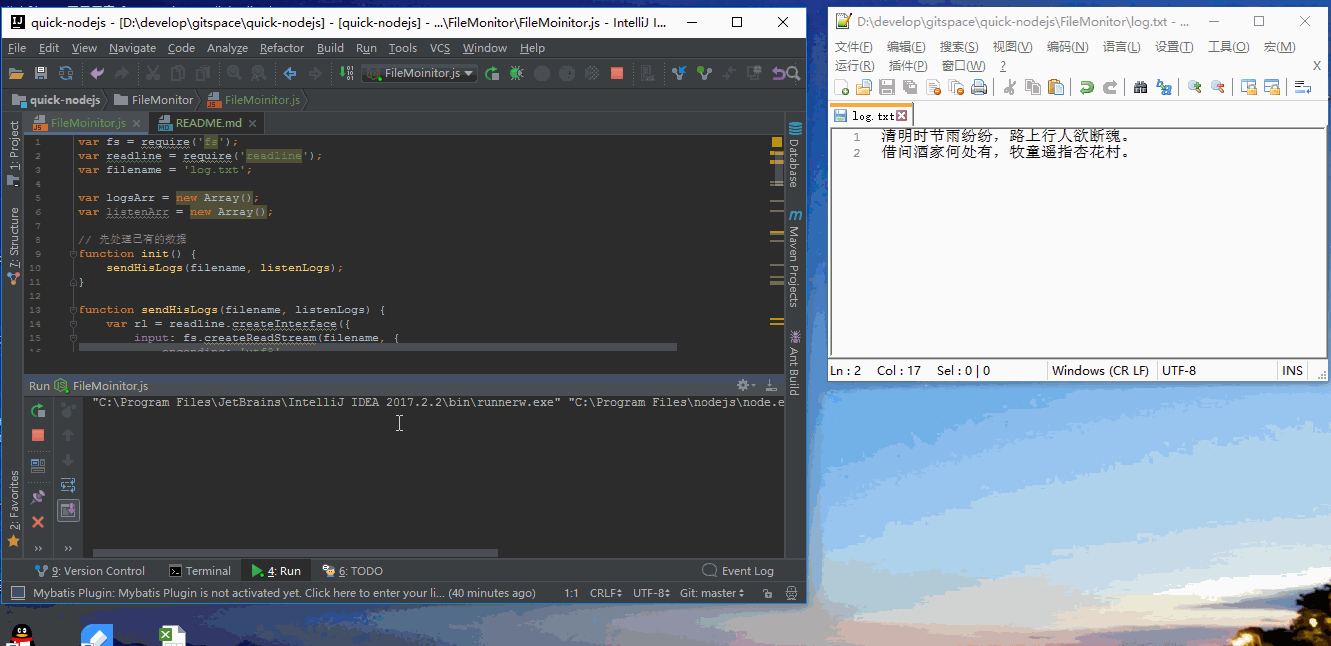 quick-nodejs - [D:\develop\gitspace\quick-nodejs] - [quick-nodejs] - ...\FileMonitor\FileMoinitor.js - IntelliJ I...
File Edit View Navigate Code Analyze Refactor Build Run Tools VCS Window Help
FileMoinitor.js
quick-nodejs FileMonitor FileMoinitor.js
FileMoinitor.js README.md
1: Project
7: Structure
2: Favorites
1 var fs = require('fs');
2 var readline = require('readline');
3 var filename = 'log.txt';
4
5 var logsArr = new Array();
6 var listenArr = new Array();
7
8 // 先处理已有的数据
9 function init() {
10 sendHisLogs(filename, listenLogs);
11 }
12
13 function sendHisLogs(filename, listenLogs) {
14 var rl = readline.createInterface({
15 input: fs.createReadStream(filename, {
16 encoding: 'utf8'
Database
Maven Projects
Ant Build
Run FileMoinitor.js
"C:\Program Files\JetBrains\IntelliJ IDEA 2017.2.2\bin\runnerw.exe" "C:\Program Files\nodejs\node.e
9: Version Control Terminal 4: Run 6: TODO Event Log
Mybatis Plugin: Mybatis Plugin is not activated yet. Click here to enter your li... (40 minutes ago) 1:1 CRLF UTF-8 Git: master
D:\develop\gitspace\quick-nodejs\FileMonitor\log.txt - ...
文件(F) 编辑(E) 搜索(S) 视图(V) 编码(N) 语言(L) 设置(T) 工具(O) 宏(M)
运行(R) 插件(P) 窗口(W) ? X
log.txt
1 清明时节雨纷纷，路上行人欲断魂。
2 借问酒家何处有，牧童遥指杏花村。
Ln : 2 Col : 17 Sel : 0 | 0 Windows (CR LF) UTF-8 INS